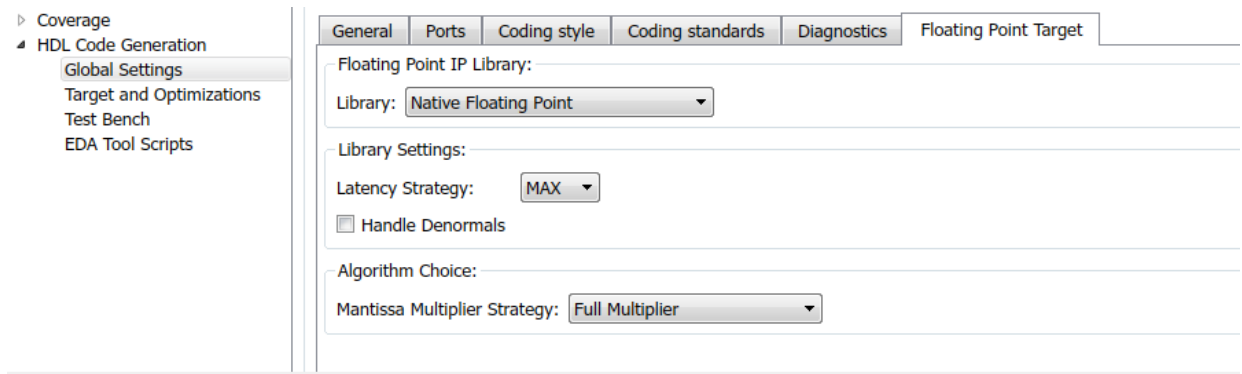 Coverage
HDL Code Generation
Global Settings
Target and Optimizations
Test Bench
EDA Tool Scripts
General Ports Coding style Coding standards Diagnostics Floating Point Target
Floating Point IP Library:
Library: Native Floating Point
Library Settings:
Latency Strategy: MAX
Handle Denormals
Algorithm Choice:
Mantissa Multiplier Strategy: Full Multiplier